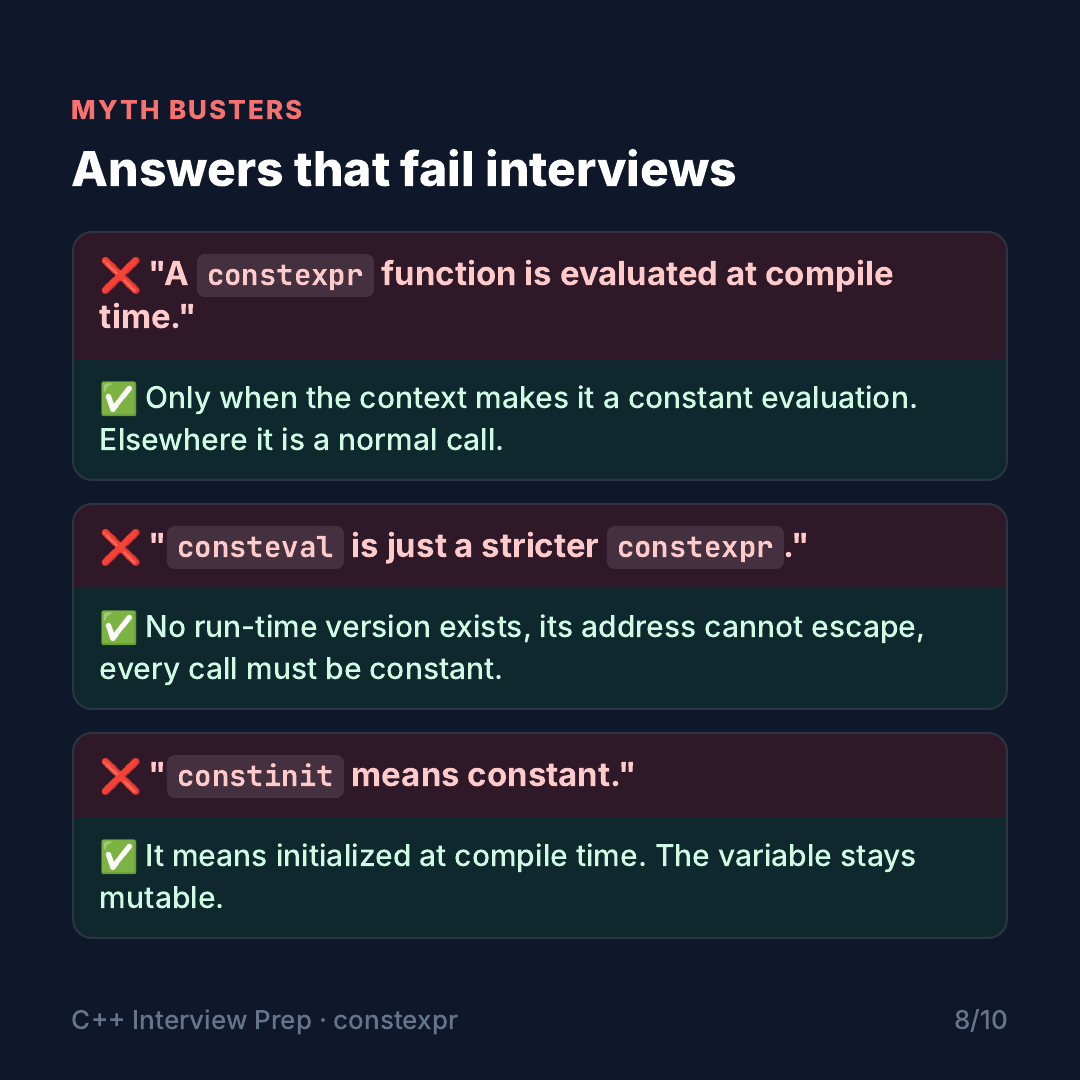 MYTH BUSTERS
Answers that fail interviews
❌ "A constexpr function is evaluated at compile
time."
✅ Only when the context makes it a constant evaluation.
Elsewhere it is a normal call.
❌ "consteval is just a stricter constexpr."
✅ No run-time version exists, its address cannot escape,
every call must be constant.
❌ "constinit means constant."
✅ It means initialized at compile time. The variable stays
mutable.
C++ Interview Prep · constexpr
8/10